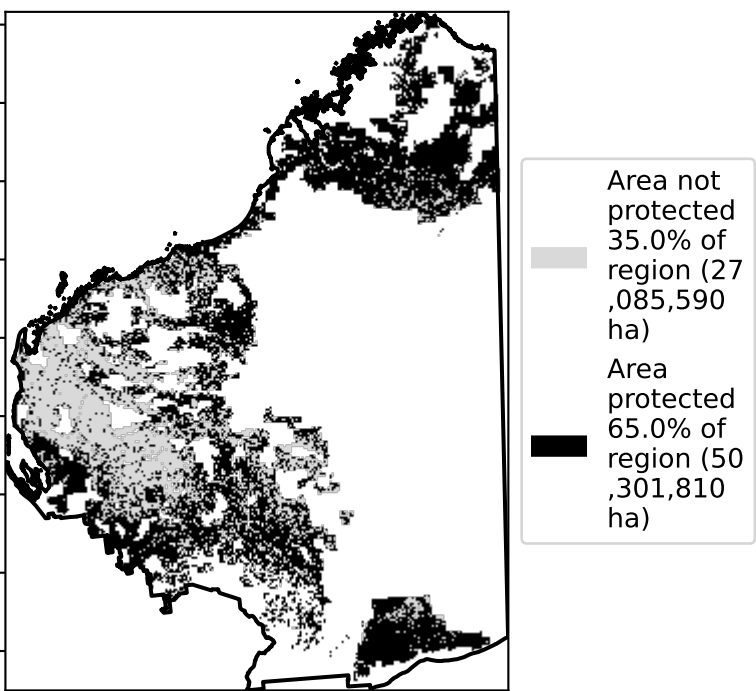 Area not
protected
35.0% of
region (27
,085,590
ha)
Area
protected
65.0% of
region (50
,301,810
ha)